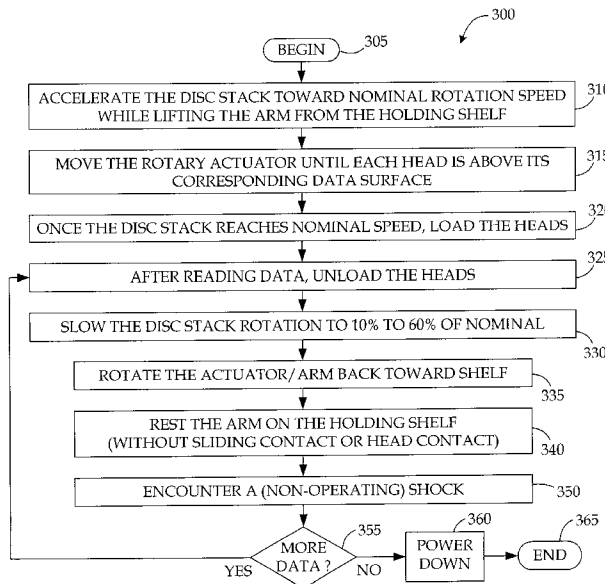 300
BEGIN
305
ACCELERATE THE DISC STACK TOWARD NOMINAL ROTATION SPEED
WHILE LIFTING THE ARM FROM THE HOLDING SHELF
310
MOVE THE ROTARY ACTUATOR UNTIL EACH HEAD IS ABOVE ITS
CORRESPONDING DATA SURFACE
315
ONCE THE DISC STACK REACHES NOMINAL SPEED, LOAD THE HEADS
320
AFTER READING DATA, UNLOAD THE HEADS
325
SLOW THE DISC STACK ROTATION TO 10% TO 60% OF NOMINAL
330
ROTATE THE ACTUATOR/ARM BACK TOWARD SHELF
335
REST THE ARM ON THE HOLDING SHELF
(WITHOUT SLIDING CONTACT OR HEAD CONTACT)
340
ENCOUNTER A (NON-OPERATING) SHOCK
350
MORE
DATA ?
355
YES
NO
POWER
DOWN
360
END
365